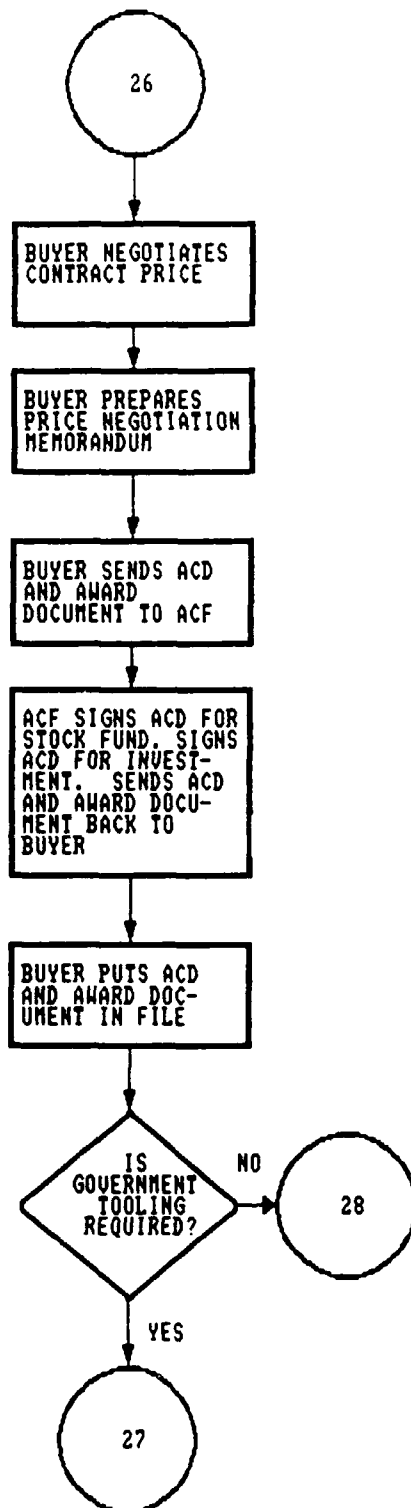 26
BUYER NEGOTIATES
CONTRACT PRICE
BUYER PREPARES
PRICE NEGOTIATION
MEMORANDUM
BUYER SENDS ACD
AND AWARD
DOCUMENT TO ACF
ACF SIGNS ACD FOR
STOCK FUND. SIGNS
ACD FOR INVEST-
MENT. SENDS ACD
AND AWARD DOCU-
MENT BACK TO
BUYER
BUYER PUTS ACD
AND AWARD DOC-
UMENT IN FILE
IS
GOVERNMENT
TOOLING
REQUIRED?
NO
28
YES
27